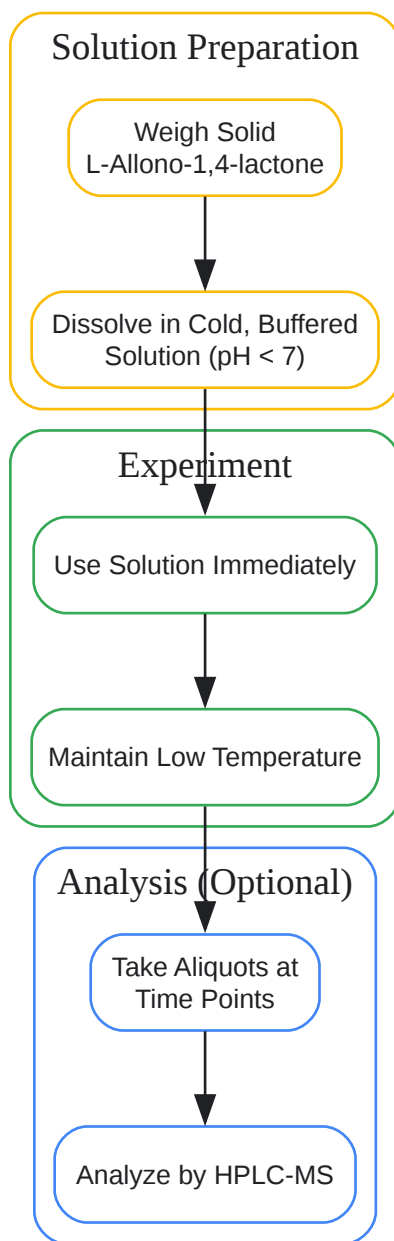 Solution Preparation
Weigh Solid
L-Allono-1,4-lactone
Dissolve in Cold, Buffered
Solution (pH < 7)
Experiment
Use Solution Immediately
Maintain Low Temperature
Analysis (Optional)
Take Aliquots at
Time Points
Analyze by HPLC-MS